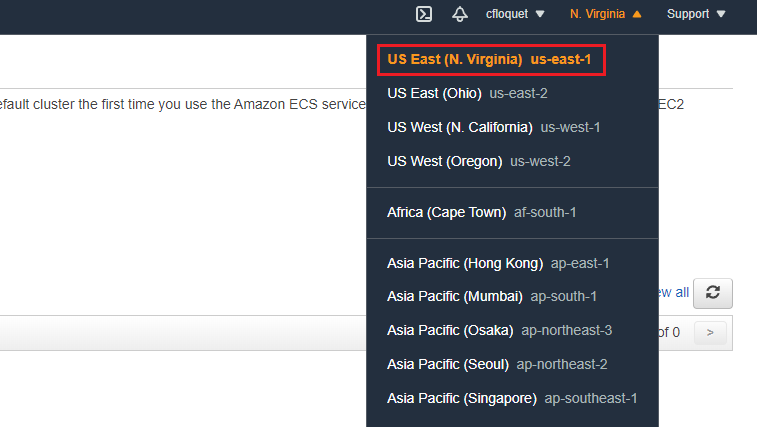 cfloquet N. Virginia Support
US East (N. Virginia) us-east-1
efault cluster the first time you use the Amazon ECS service
EC2
US East (Ohio) us-east-2
US West (N. California) us-west-1
US West (Oregon) us-west-2
Africa (Cape Town) af-south-1
Asia Pacific (Hong Kong) ap-east-1
ew all
Asia Pacific (Mumbai) ap-south-1
Asia Pacific (Osaka) ap-northeast-3
of 0 >
Asia Pacific (Seoul) ap-northeast-2
Asia Pacific (Singapore) ap-southeast-1